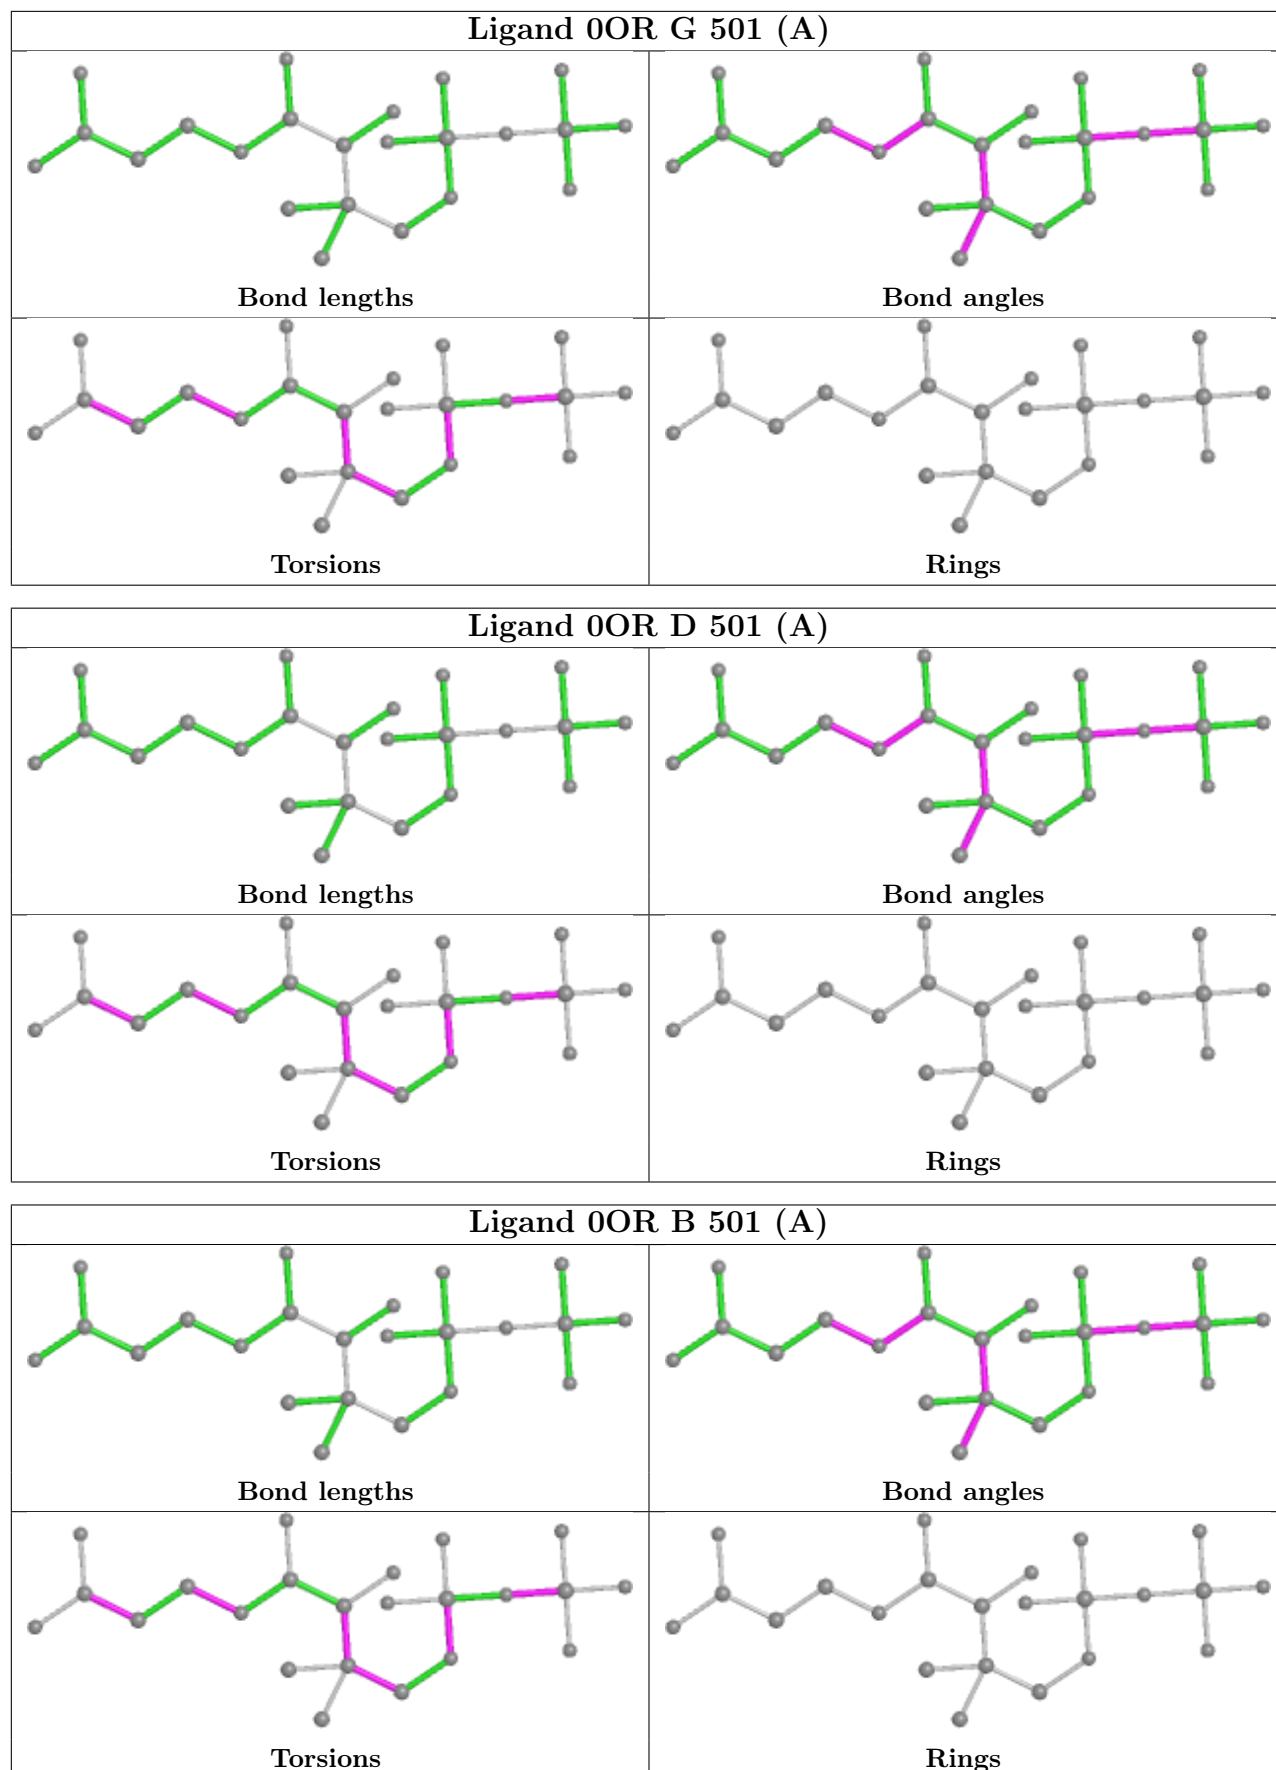 Ligand 0OR G 501 (A)
Bond lengths
Bond angles
Torsions
Rings
Ligand 0OR D 501 (A)
Bond lengths
Bond angles
Torsions
Rings
Ligand 0OR B 501 (A)
Bond lengths
Bond angles
Torsions
Rings